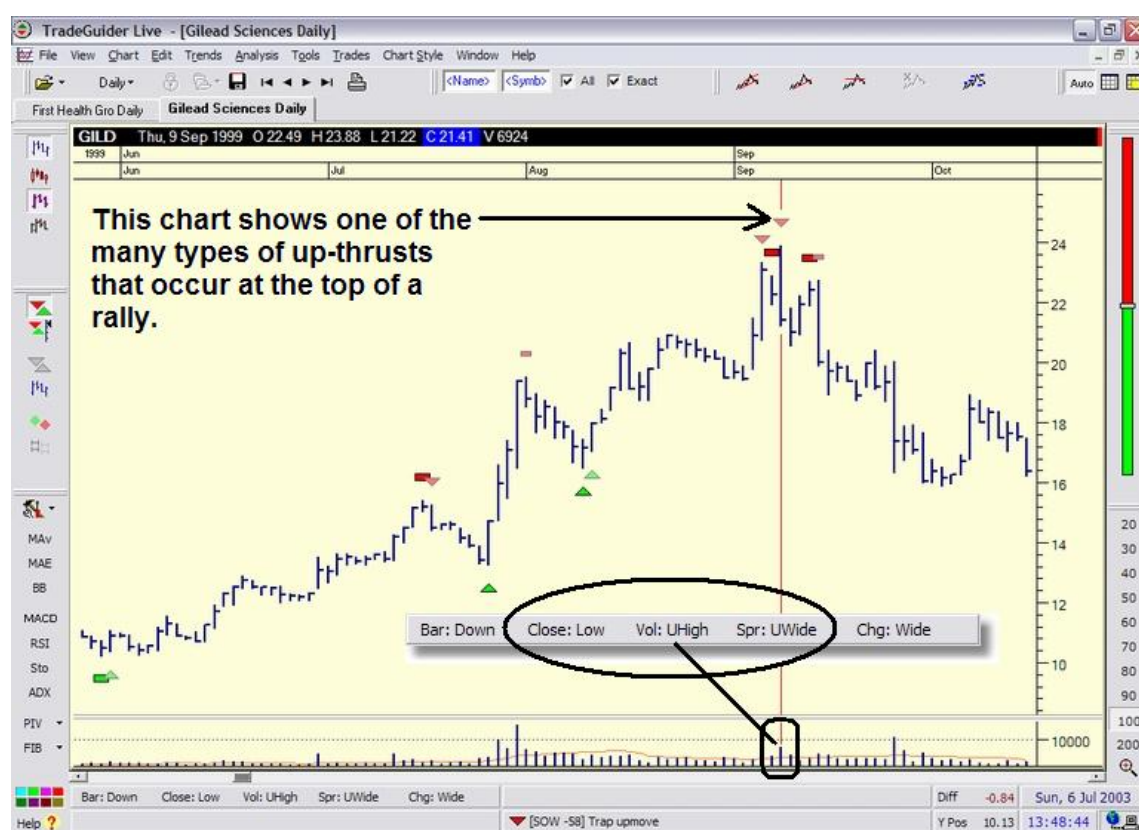 TradeGuider Live - [Gilead Sciences Daily]
File View Chart Edit Trends Analysis Tools Trades Chart Style Window Help
Daily <Name> <Symb> All Exact Auto
First Health Gro Daily Gilead Sciences Daily
GILD Thu, 9 Sep 1999 O 22.49 H 23.88 L 21.22 C 21.41 V 6924
1999 Jun Sep
Jun Jul Aug Sep Oct
This chart shows one of the
many types of up-thrusts
that occur at the top of a
rally.
24
22
20
18
16
14
12
10
10000
Bar: Down Close: Low Vol: UHigh Spr: UWide Chg: Wide
MAv
MAE
BB
MACD
RSI
Sto
ADX
PIV
FIB
20
30
40
50
60
70
80
90
100
200
Bar: Down Close: Low Vol: UHigh Spr: UWide Chg: Wide Diff -0.84 Sun, 6 Jul 2003
Help ? [SOW -58] Trap upmove Y Pos 10.13 13:48:44